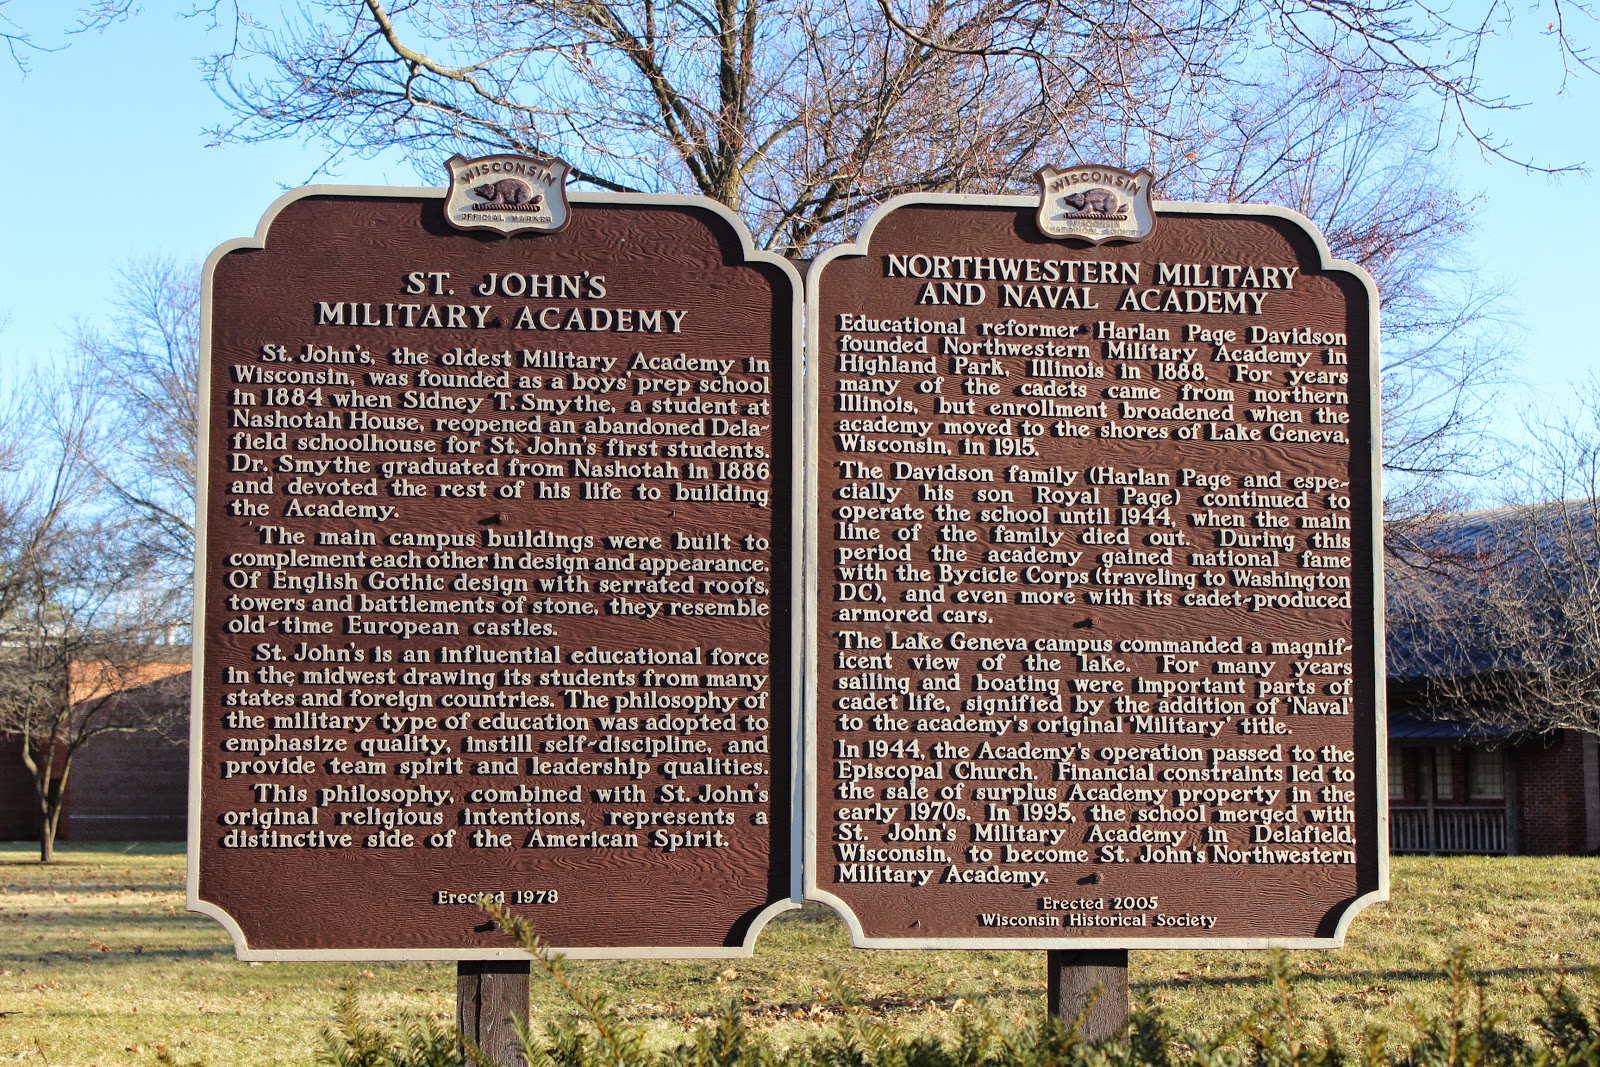 WISCONSIN
OFFICIAL MARKER
ST. JOHN'S
MILITARY ACADEMY
St. John's, the oldest Military Academy in
Wisconsin, was founded as a boys' prep school
in 1884 when Sidney T. Smythe, a student at
Nashotah House, reopened an abandoned Dela-
field schoolhouse for St. John's first students.
Dr. Smythe graduated from Nashotah in 1886
and devoted the rest of his life to building
the Academy.
The main campus buildings were built to
complement each other in design and appearance.
Of English Gothic design with serrated roofs,
towers and battlements of stone, they resemble
old-time European castles.
St. John's is an influential educational force
in the midwest drawing its students from many
states and foreign countries. The philosophy of
the military type of education was adopted to
emphasize quality, instill self-discipline, and
provide team spirit and leadership qualities.
This philosophy, combined with St. John's
original religious intentions, represents a
distinctive side of the American Spirit.
Erected 1978
WISCONSIN
WISCONSIN
HISTORICAL SOCIETY
NORTHWESTERN MILITARY
AND NAVAL ACADEMY
Educational reformer Harlan Page Davidson
founded Northwestern Military Academy in
Highland Park, Illinois in 1888. For years
many of the cadets came from northern
Illinois, but enrollment broadened when the
academy moved to the shores of Lake Geneva,
Wisconsin, in 1915.
The Davidson family (Harlan Page and espe-
cially his son Royal Page) continued to
operate the school until 1944, when the main
line of the family died out. During this
period the academy gained national fame
with the Bycicle Corps (traveling to Washington
DC), and even more with its cadet-produced
armored cars.
The Lake Geneva campus commanded a magnif-
icent view of the lake. For many years
sailing and boating were important parts of
cadet life, signified by the addition of 'Naval'
to the academy's original 'Military' title.
In 1944, the Academy's operation passed to the
Episcopal Church. Financial constraints led to
the sale of surplus Academy property in the
early 1970s. In 1995, the school merged with
St. John's Military Academy in Delafield,
Wisconsin, to become St. John's Northwestern
Military Academy.
Erected 2005
Wisconsin Historical Society